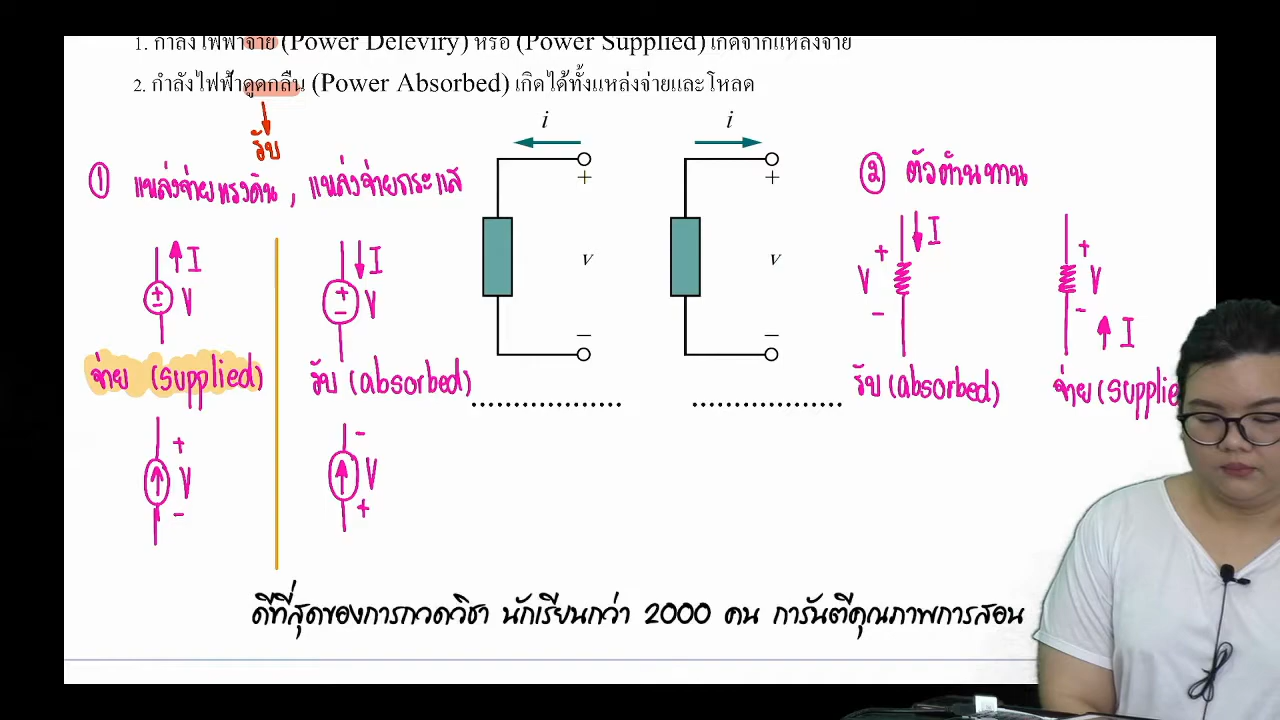 1. กำลังไฟฟ้าจ่าย (Power Deleviry) หรือ (Power Supplied) เกิดจากแหล่งจ่าย
2. กำลังไฟฟ้าดูดกลืน (Power Absorbed) เกิดได้ทั้งแหล่งจ่ายและโหลด
รับ
① แหล่งจ่ายแรงดัน , แหล่งจ่ายกระแส
I
+
-
V
จ่าย (supplied)
+
V
-
I
+
-
V
รับ (absorbed)
-
V
+
i
+
v
–
....................
i
+
v
–
....................
② ตัวต้านทาน
I
+
V
-
รับ (absorbed)
+
V
-
I
จ่าย (supplie
ดีที่สุดของการกวดวิชา นักเรียนกว่า 2000 คน การันตีคุณภาพการสอน